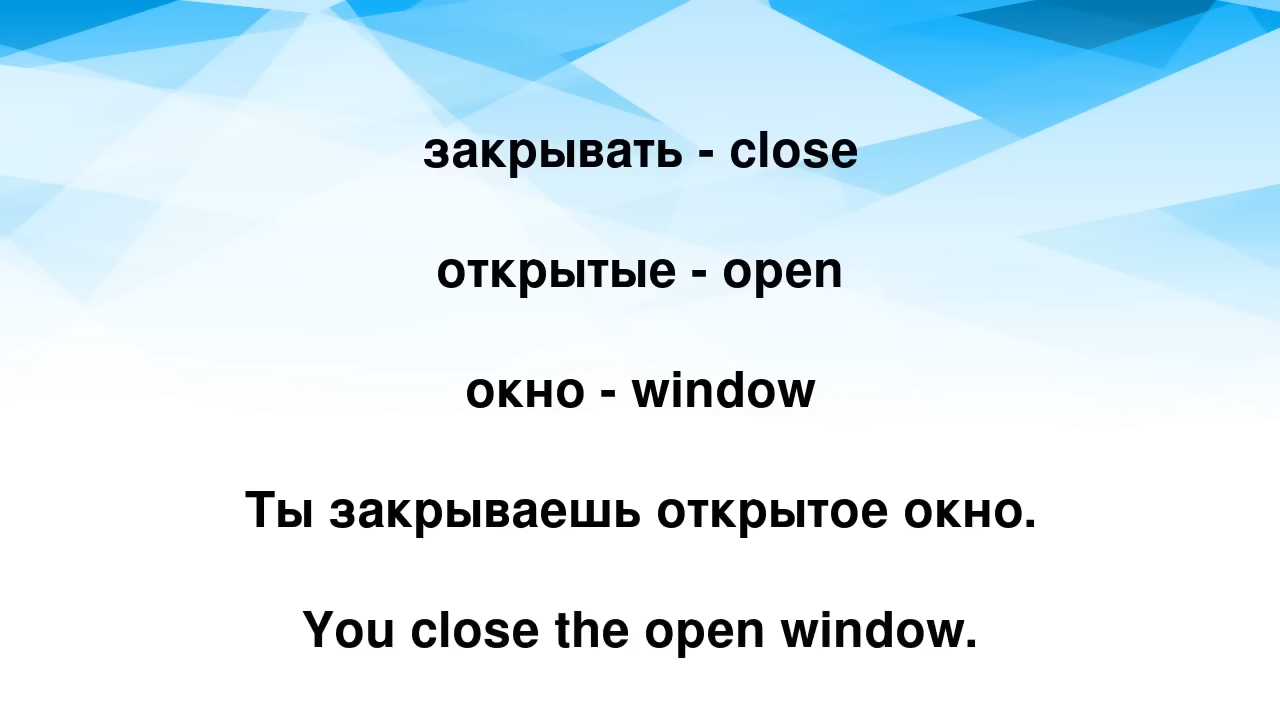 закрывать - close
открытые - open
окно - window
Ты закрываешь открытое окно.
You close the open window.